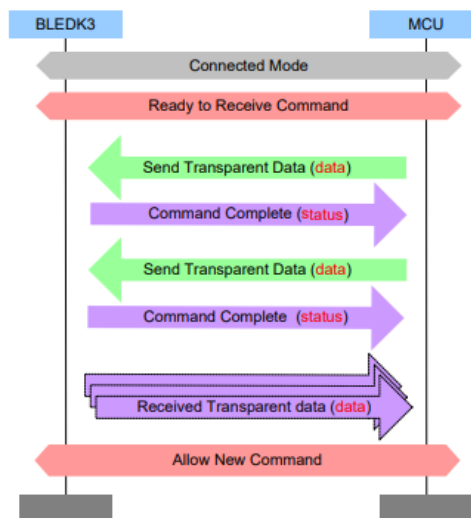 BLEDK3 MCU
Connected Mode
Ready to Receive Command
Send Transparent Data (data)
Command Complete (status)
Send Transparent Data (data)
Command Complete (status)
Received Transparent data (data)
Allow New Command